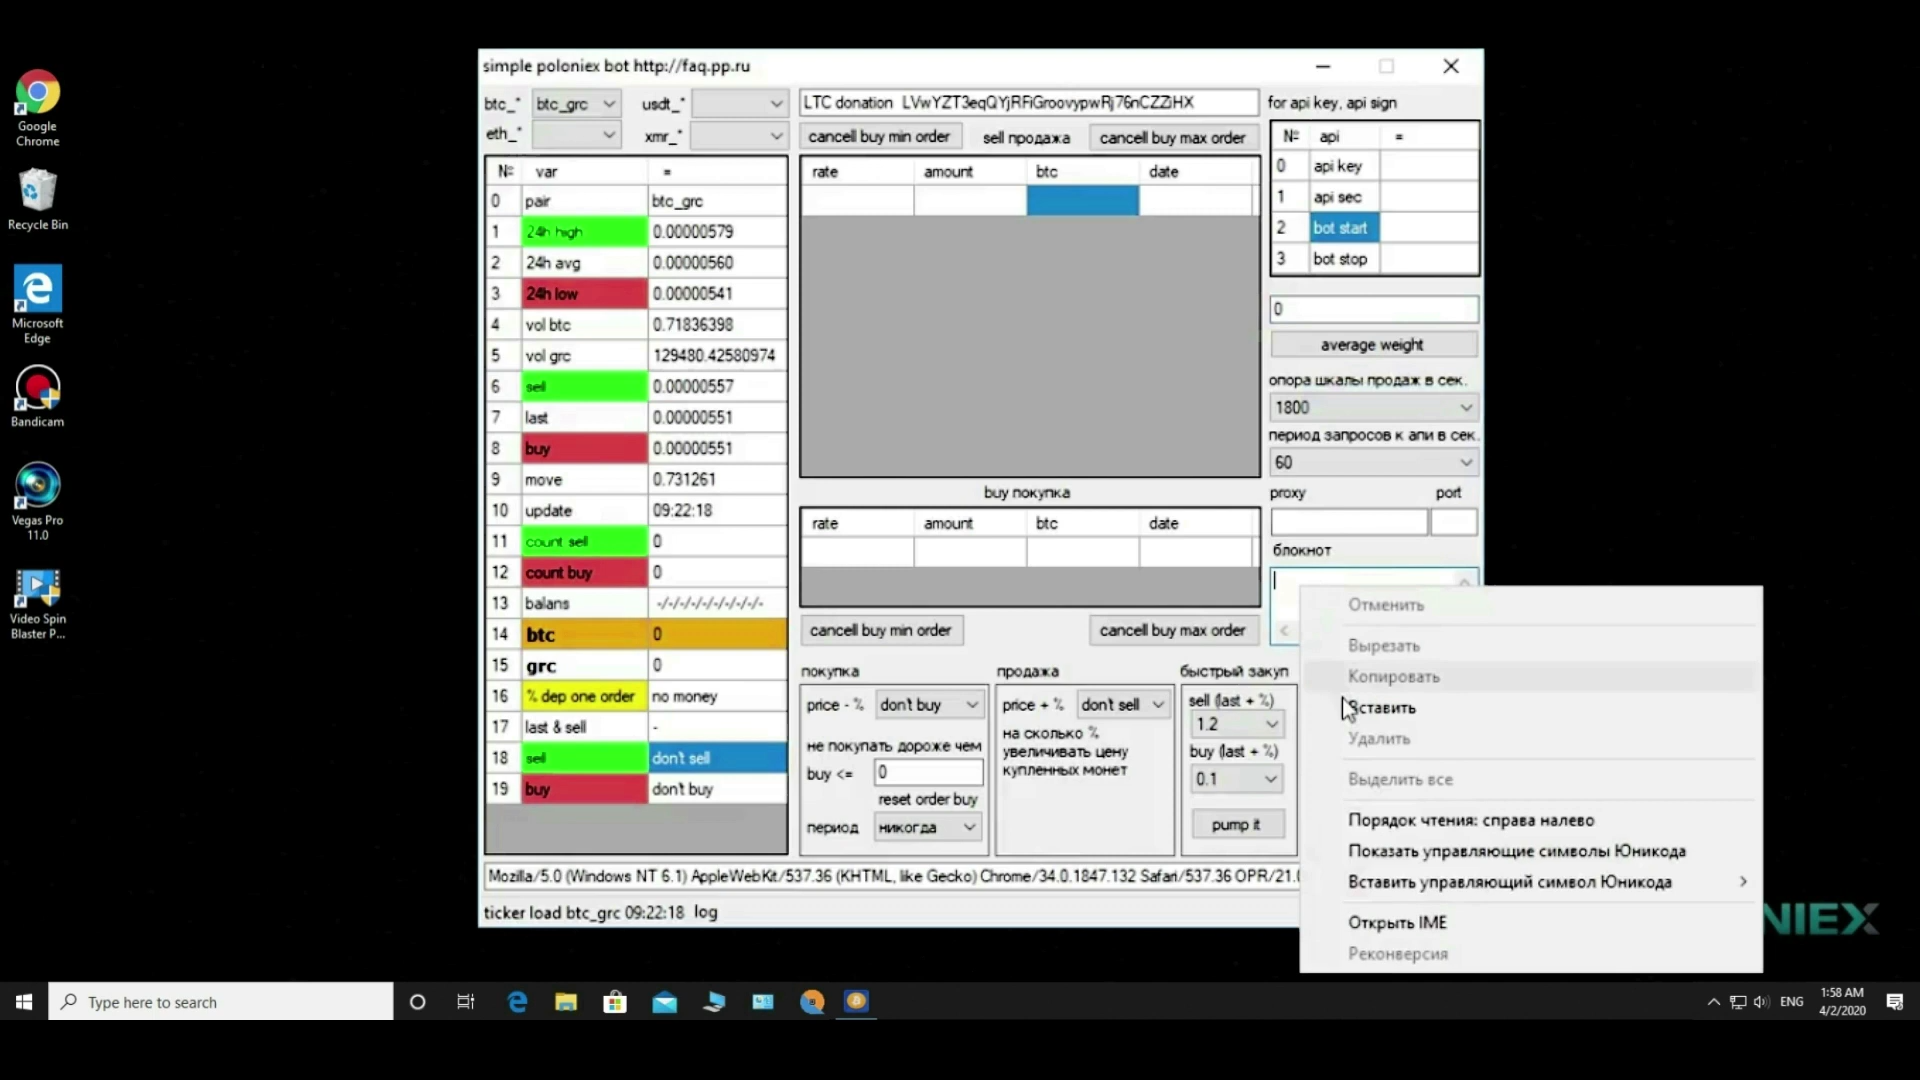 Google
Chrome
Recycle Bin
Microsoft
Edge
Bandicam
Vegas Pro
11.0
Video Spin
Blaster P...
simple poloniex bot http://faq.pp.ru
btc_* btc_grc usdt_*
eth_* xmr_*
LTC donation LVwYZT3eqQYjRFiGroovypwRj76nCZZiHX
for api key, api sign
cancell buy min order sell продажа cancell buy max order
№ var =
0 pair btc_grc
1 24h high 0.00000579
2 24h avg 0.00000560
3 24h low 0.00000541
4 vol btc 0.71836398
5 vol grc 129480.42580974
6 sell 0.00000557
7 last 0.00000551
8 buy 0.00000551
9 move 0.731261
10 update 09:22:18
11 count sell 0
12 count buy 0
13 balans -/-/-/-/-/-/-/-/-/-
14 btc 0
15 grc 0
16 % dep one order no money
17 last & sell -
18 sell don't sell
19 buy don't buy
rate amount btc date
buy покупка
rate amount btc date
cancell buy min order cancell buy max order
покупка
price - % don't buy
не покупать дороже чем
buy <= 0
reset order buy
период никогда
продажа
price + % don't sell
на сколько %
увеличивать цену
купленных монет
быстрый закуп
sell (last + %)
1.2
buy (last + %)
0.1
pump it
№ api =
0 api key
1 api sec
2 bot start
3 bot stop
0
average weight
опора шкалы продаж в сек.
1800
период запросов к апи в сек.
60
proxy port
блокнот
Отменить
Вырезать
Копировать
Вставить
Удалить
Выделить все
Порядок чтения: справа налево
Показать управляющие символы Юникода
Вставить управляющий символ Юникода
Открыть IME
Реконверсия
Mozilla/5.0 (Windows NT 6.1) AppleWebKit/537.36 (KHTML, like Gecko) Chrome/34.0.1847.132 Safari/537.36 OPR/21.0
ticker load btc_grc 09:22:18 log
NIEX
Type here to search
ENG
1:58 AM
4/2/2020